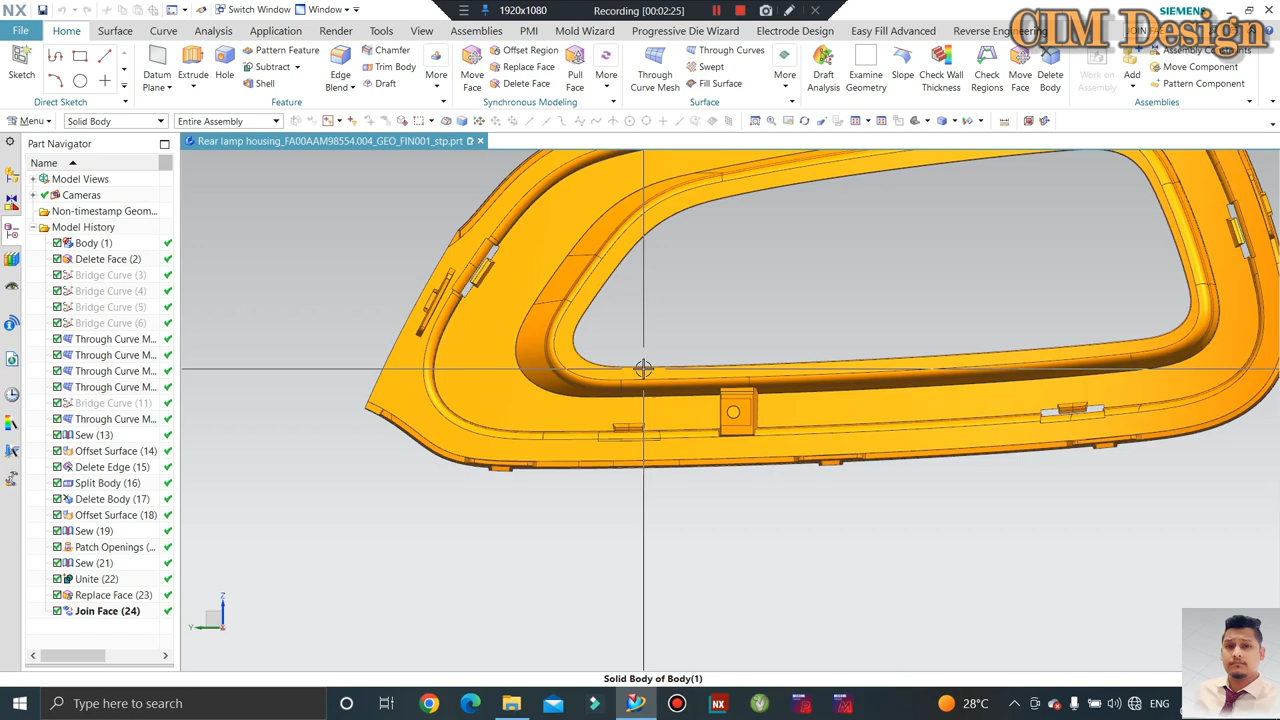 NX
Switch Window
Window
1920x1080
Recording [00:02:25]
SIEMENS
CIM Design
File
Home
Surface
Curve
Analysis
View
Render
Tools
Application
Assemblies
PMI
Mold Wizard
Progressive Die Wizard
Electrode Design
Easy Fill Advanced
Reverse Engineering
Sketch
Datum Plane
Extrude
Hole
Pattern Feature
Subtract
Shell
Edge Blend
Chamfer
Trim Body
Draft
More
Move Face
Offset Region
Replace Face
Delete Face
Pull Face
More
Through Curve Mesh
Through Curves
Swept
Fill Surface
More
Draft Analysis
Examine Geometry
Slope
Check Wall Thickness
Check Regions
Move Face
Delete Body
Work on Assembly
Add
Assembly Constraints
Move Component
Pattern Component
Direct Sketch
Feature
Synchronous Modeling
Surface
Assemblies
Menu
Solid Body
Entire Assembly
Part Navigator
Rear lamp housing_FA00AAM98554.004_GEO_FIN001_stp.prt
Name
Model Views
Cameras
Non-timestamp Geom...
Model History
Body (1)
Delete Face (2)
Bridge Curve (3)
Bridge Curve (4)
Bridge Curve (5)
Bridge Curve (6)
Through Curve M...
Through Curve M...
Through Curve M...
Through Curve M...
Bridge Curve (11)
Through Curve M...
Sew (13)
Offset Surface (14)
Delete Edge (15)
Split Body (16)
Delete Body (17)
Offset Surface (18)
Sew (19)
Patch Openings (...
Sew (21)
Unite (22)
Replace Face (23)
Join Face (24)
Z
Y
Solid Body of Body(1)
Type here to search
NX
28°C
ENG